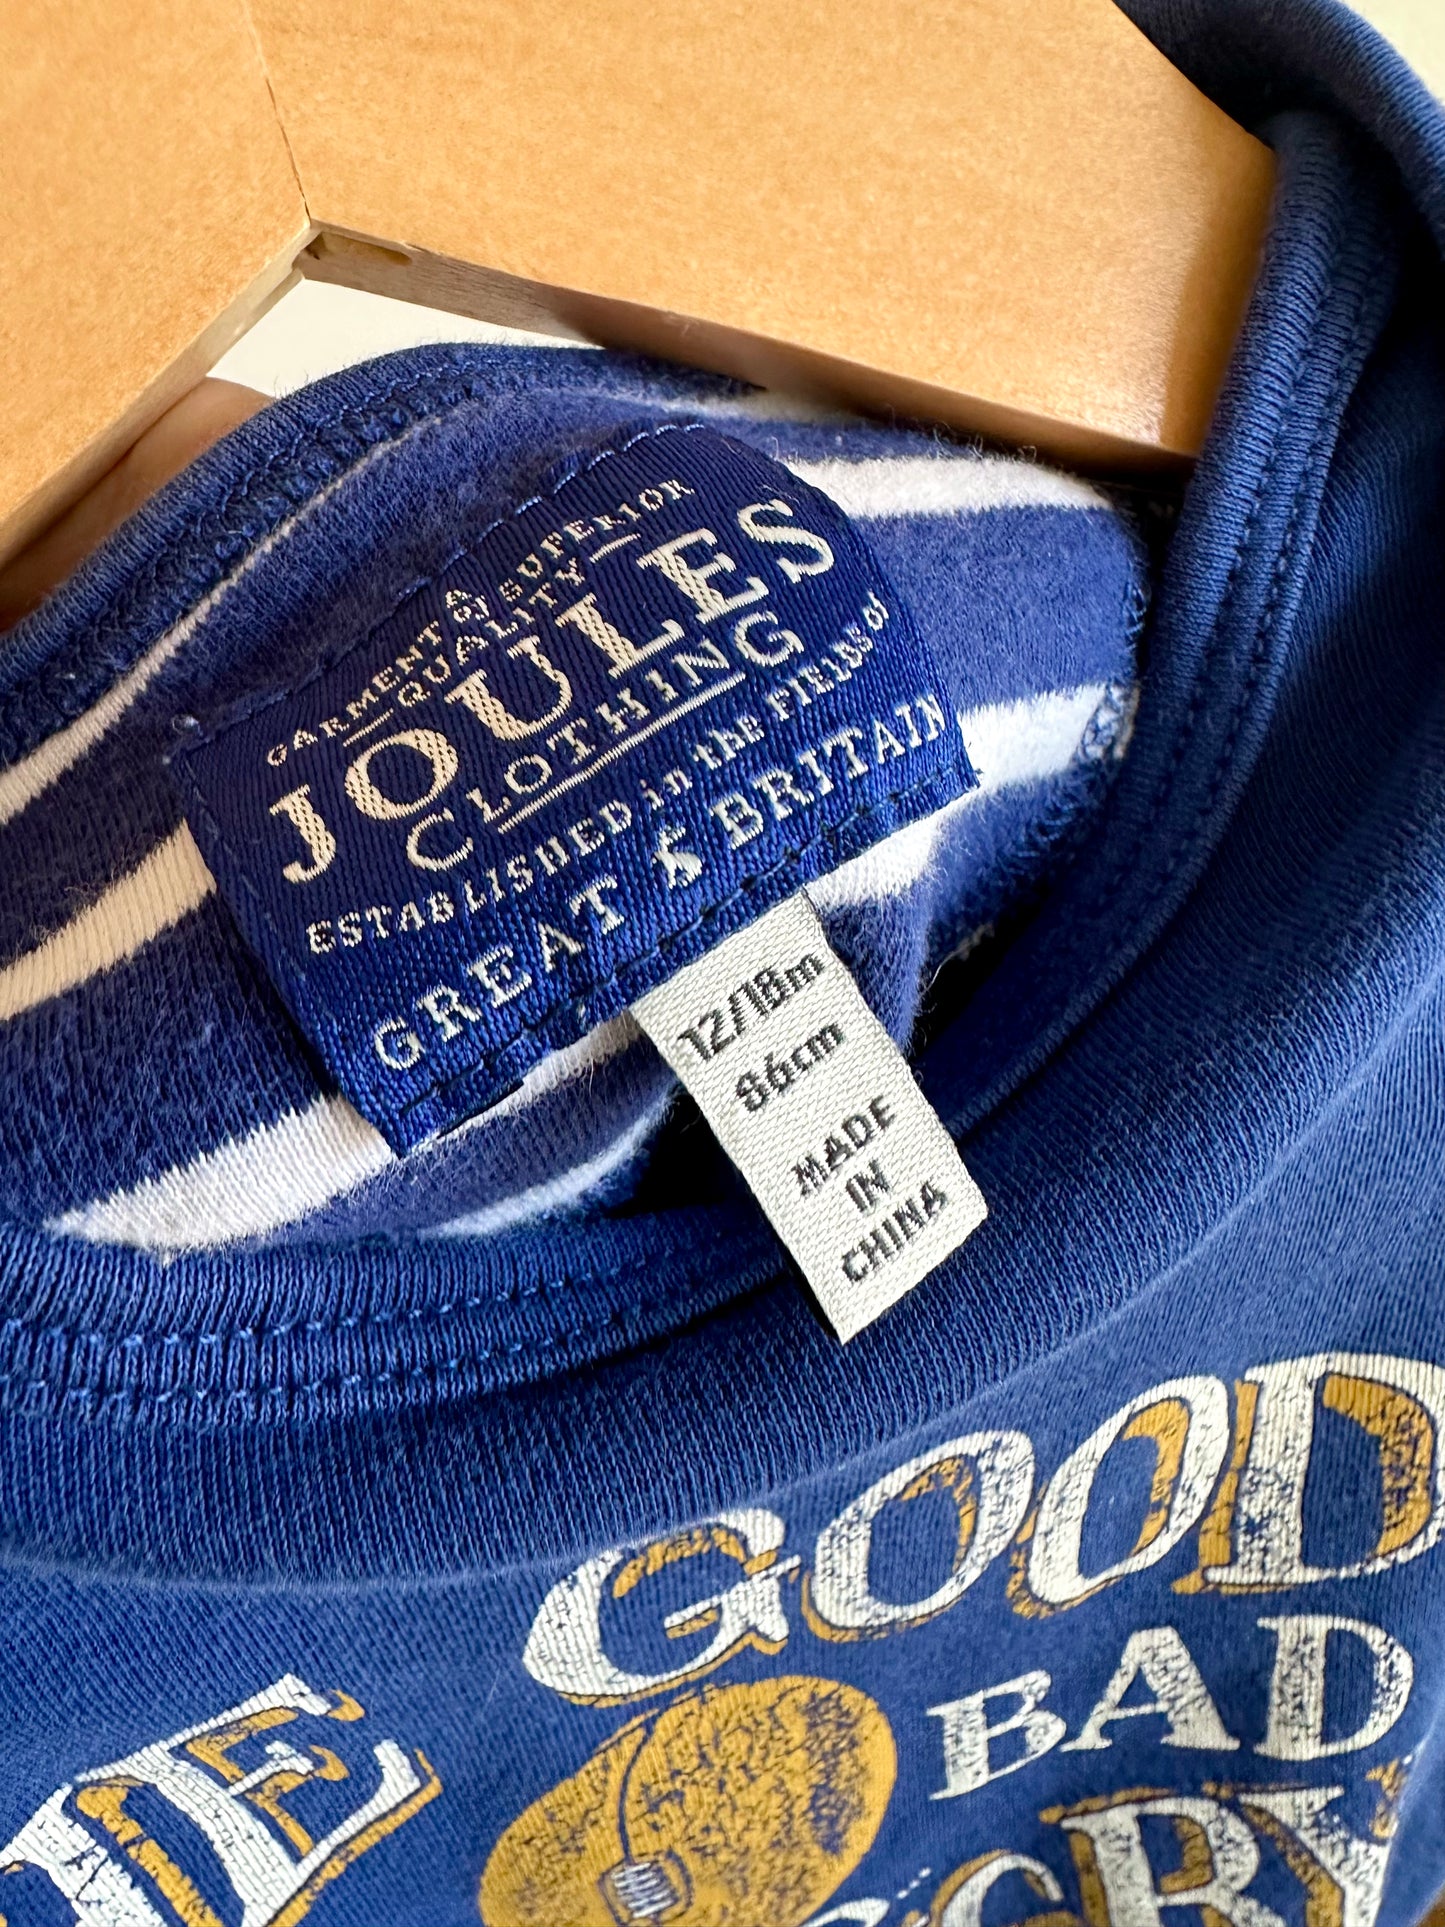 A
GARMENT OF SUPERIOR
QUALITY
JOULES
CLOTHING
ESTABLISHED in the FIELDS of
GREAT BRITAIN
12/18m
86cm
MADE
IN
CHINA
GOOD
BAD